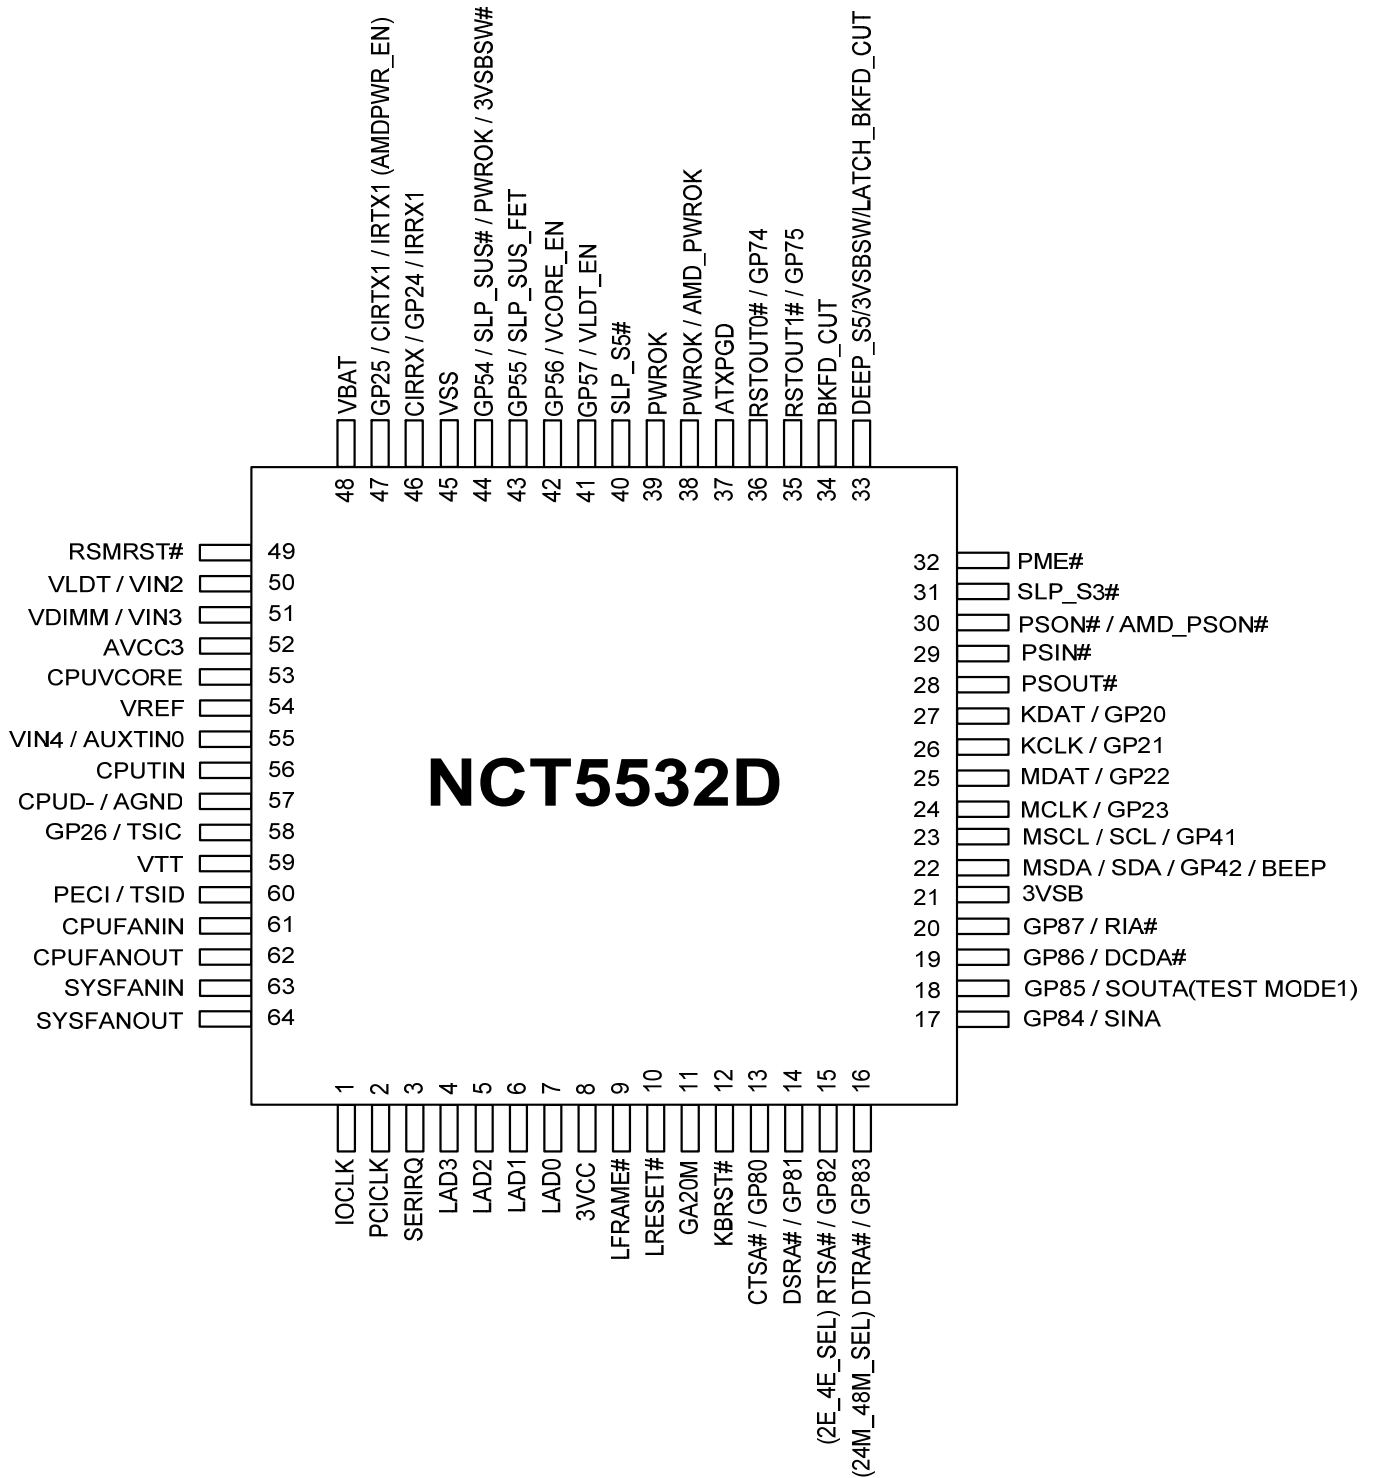 VBAT
GP25 / CIRTX1 / IRTX1 (AMDPWR_EN)
CIRRX / GP24 / IRRX1
VSS
GP54 / SLP_SUS# / PWROK / 3VSBSW#
GP55 / SLP_SUS_FET
GP56 / VCORE_EN
GP57 / VLDT_EN
SLP_S5#
PWROK
PWROK / AMD_PWROK
ATXPGD
RSTOUT0# / GP74
RSTOUT1# / GP75
BKFD_CUT
DEEP_S5/3VSBSW/LATCH_BKFD_CUT
48
47
46
45
44
43
42
41
40
39
38
37
36
35
34
33
RSMRST# 49
VLDT / VIN2 50
VDIMM / VIN3 51
AVCC3 52
CPUVCORE 53
VREF 54
VIN4 / AUXTIN0 55
CPUTIN 56
CPUD- / AGND 57
GP26 / TSIC 58
VTT 59
PECI / TSID 60
CPUFANIN 61
CPUFANOUT 62
SYSFANIN 63
SYSFANOUT 64
NCT5532D
32 PME#
31 SLP_S3#
30 PSON# / AMD_PSON#
29 PSIN#
28 PSOUT#
27 KDAT / GP20
26 KCLK / GP21
25 MDAT / GP22
24 MCLK / GP23
23 MSCL / SCL / GP41
22 MSDA / SDA / GP42 / BEEP
21 3VSB
20 GP87 / RIA#
19 GP86 / DCDA#
18 GP85 / SOUTA(TEST MODE1)
17 GP84 / SINA
1
2
3
4
5
6
7
8
9
10
11
12
13
14
15
16
IOCLK
PCICLK
SERIRQ
LAD3
LAD2
LAD1
LAD0
3VCC
LFRAME#
LRESET#
GA20M
KBRST#
CTSA# / GP80
DSRA# / GP81
(2E_4E_SEL) RTSA# / GP82
(24M_48M_SEL) DTRA# / GP83